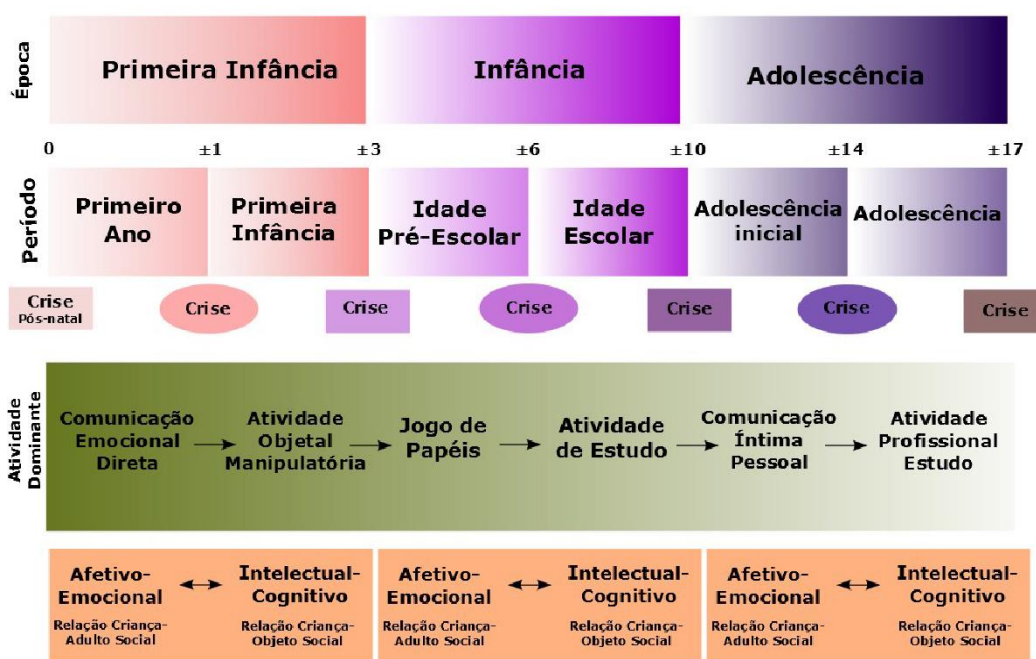 Época
Primeira Infância
Infância
Adolescência
0
±1
±3
±6
±10
±14
±17
Período
Primeiro
Ano
Primeira
Infância
Idade
Pré-Escolar
Idade
Escolar
Adolescência
inicial
Adolescência
Crise
Pós-natal
Crise
Crise
Crise
Crise
Crise
Crise
Atividade
Dominante
Comunicação
Emocional
Direta
Atividade
Objetal
Manipulatória
Jogo de
Papéis
Atividade
de Estudo
Comunicação
Íntima
Pessoal
Atividade
Profissional
Estudo
Afetivo-
Emocional
Relação Criança-
Adulto Social
Intelectual-
Cognitivo
Relação Criança-
Objeto Social
Afetivo-
Emocional
Relação Criança-
Adulto Social
Intelectual-
Cognitivo
Relação Criança-
Objeto Social
Afetivo-
Emocional
Relação Criança-
Adulto Social
Intelectual-
Cognitivo
Relação Criança-
Objeto Social